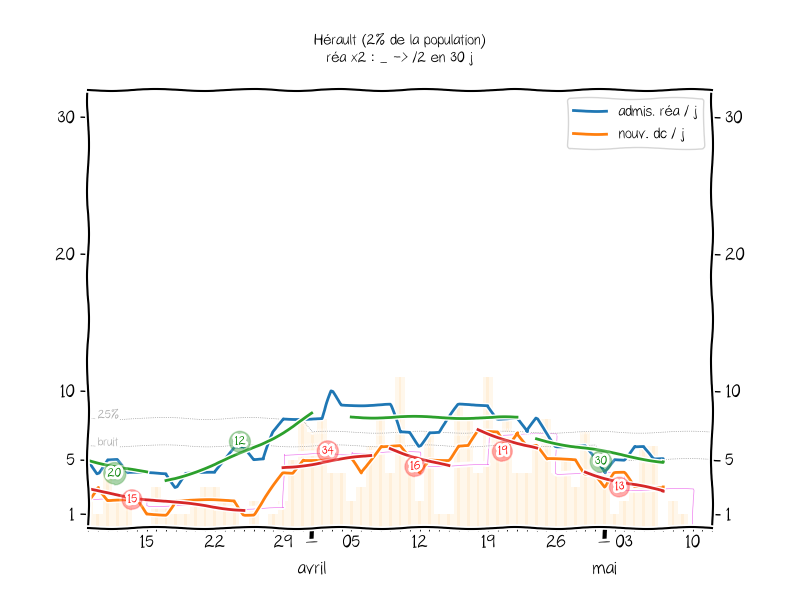 Hérault (2% de la population)
réa x2 : _ -> /2 en 30 j
admis. réa / j
nouv. dc / j
30 30
20 20
10 10
5 5
1 1
25%
bruit
20 15 12 34 16 19 30 13
15 22 29 05 12 19 26 03 10
avril mai